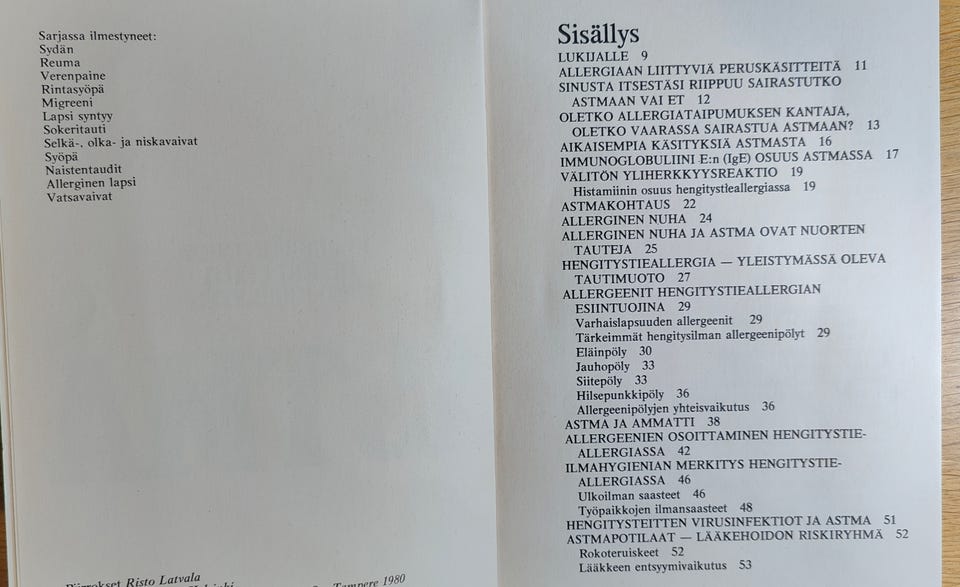 Sarjassa ilmestyneet:
Sydän
Reuma
Verenpaine
Rintasyöpä
Migreeni
Lapsi syntyy
Sokeritauti
Selkä-, olka- ja niskavaivat
Syöpä
Naistentaudit
Allerginen lapsi
Vatsavaivat
Risto Latvala
Tampere 1980
Sisällys
LUKIJALLE 9
ALLERGIAAN LIITTYVIÄ PERUSKÄSITTEITÄ 11
SINUSTA ITSESTÄSI RIIPPUU SAIRASTUTKO
ASTMAAN VAI ET 12
OLETKO ALLERGIATAIPUMUKSEN KANTAJA,
OLETKO VAARASSA SAIRASTUA ASTMAAN? 13
AIKAISEMPIA KÄSITYKSIÄ ASTMASTA 16
IMMUNOGLOBULIINI E:n (IgE) OSUUS ASTMASSA 17
VÄLITÖN YLIHERKKYYSREAKTIO 19
Histamiinin osuus hengitystieallergiassa 19
ASTMAKOHTAUS 22
ALLERGINEN NUHA 24
ALLERGINEN NUHA JA ASTMA OVAT NUORTEN
TAUTEJA 25
HENGITYSTIEALLERGIA — YLEISTYMÄSSÄ OLEVA
TAUTIMUOTO 27
ALLERGEENIT HENGITYSTIEALLERGIAN
ESIINTUOJINA 29
Varhaislapsuuden allergeenit 29
Tärkeimmät hengitysilman allergeenipölyt 29
Eläinpöly 30
Jauhopöly 33
Siitepöly 33
Hilsepunkkipöly 36
Allergeenipölyjen yhteisvaikutus 36
ASTMA JA AMMATTI 38
ALLERGEENIEN OSOITTAMINEN HENGITYSTIE-
ALLERGIASSA 42
ILMAHYGIENIAN MERKITYS HENGITYSTIE-
ALLERGIASSA 46
Ulkoilman saasteet 46
Työpaikkojen ilmansaasteet 48
HENGITYSTEITTEN VIRUSINFEKTIOT JA ASTMA 51
ASTMAPOTILAAT — LÄÄKEHOIDON RISKIRYHMÄ 52
Rokoteruiskeet 52
Lääkkeen entsyymivaikutus 53